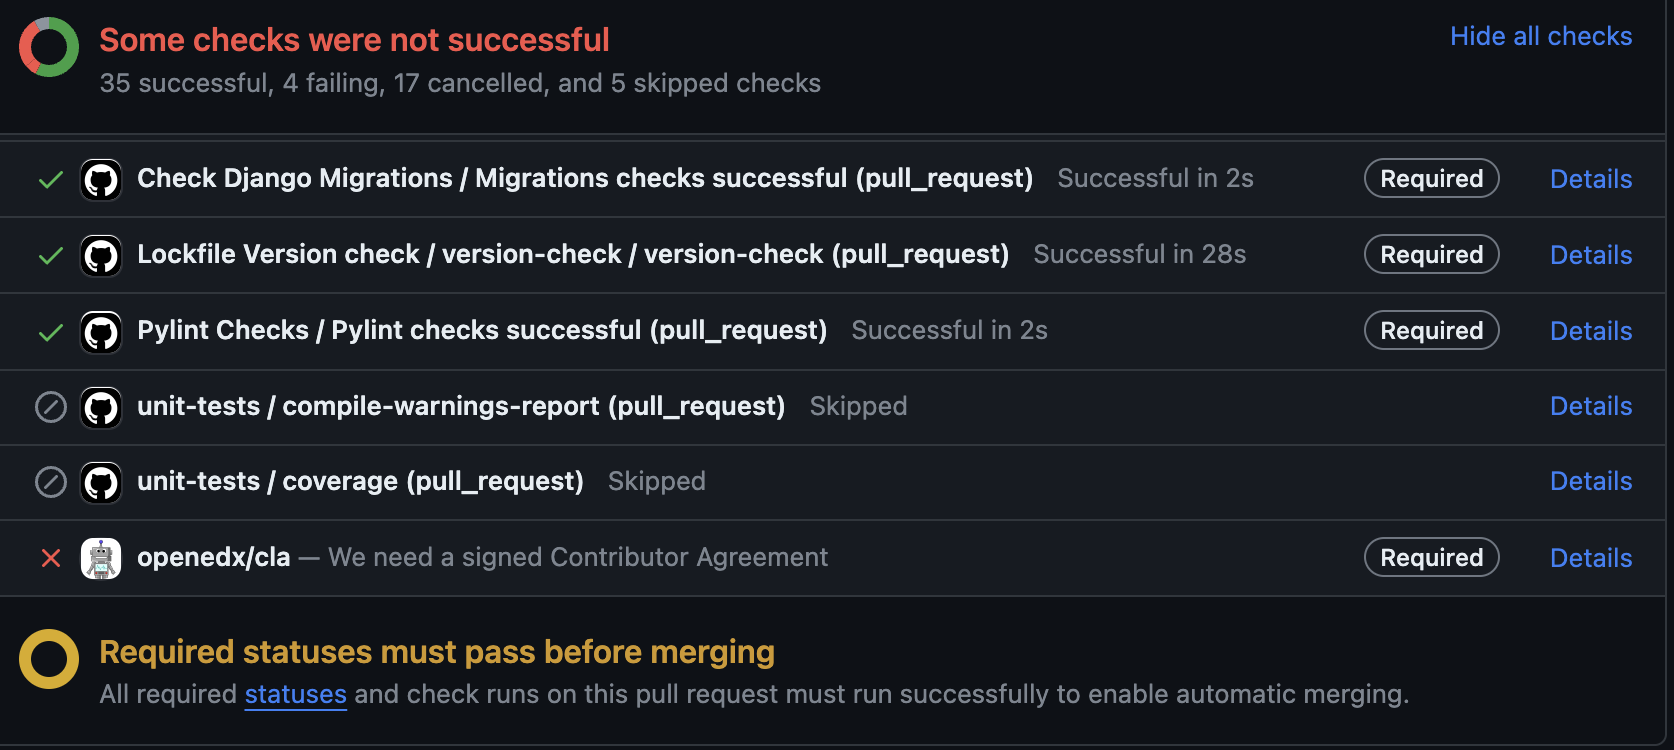 Some checks were not successful
Hide all checks
35 successful, 4 failing, 17 cancelled, and 5 skipped checks
Check Django Migrations / Migrations checks successful (pull_request) Successful in 2s Required Details
Lockfile Version check / version-check / version-check (pull_request) Successful in 28s Required Details
Pylint Checks / Pylint checks successful (pull_request) Successful in 2s Required Details
unit-tests / compile-warnings-report (pull_request) Skipped Details
unit-tests / coverage (pull_request) Skipped Details
openedx/cla — We need a signed Contributor Agreement Required Details
Required statuses must pass before merging
All required statuses and check runs on this pull request must run successfully to enable automatic merging.